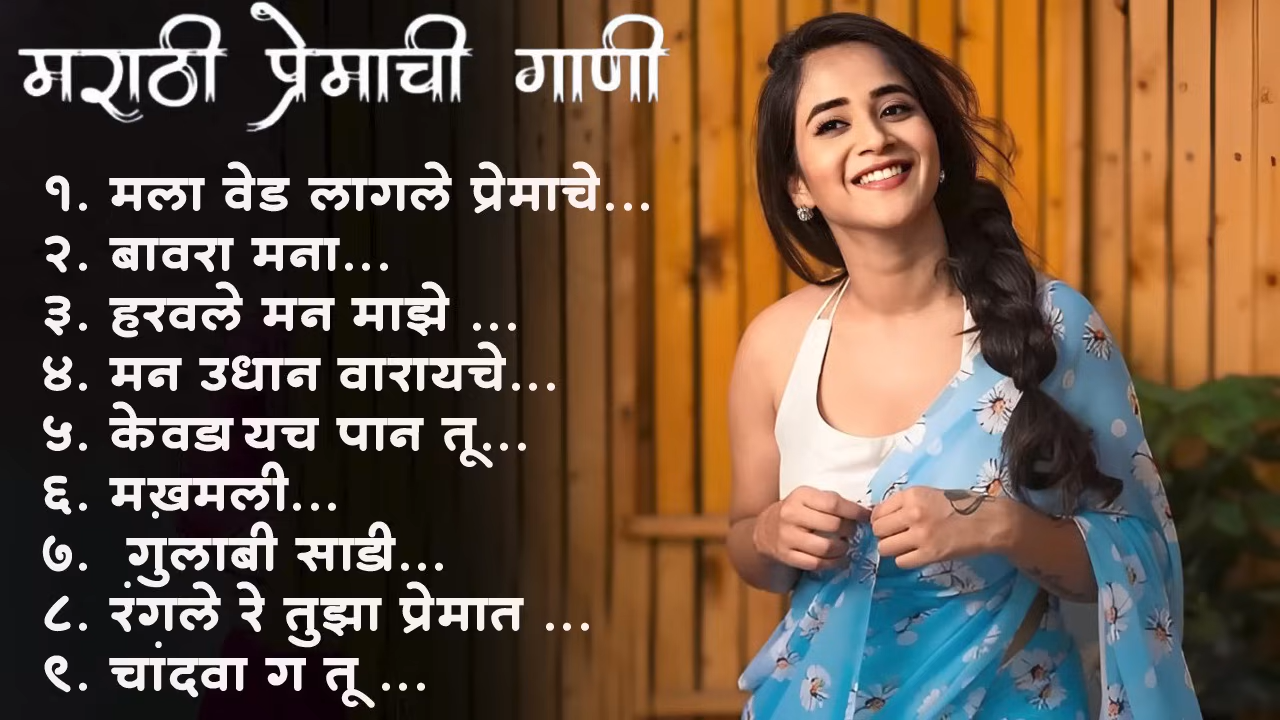 मराठी प्रेमाची गाणी
१. मला वेड लागले प्रेमाचे...
२. बावरा मना...
३. हरवले मन माझे ...
४. मन उधान वारायचे...
५. केवडा यच पान तू...
६. मख़मली...
७. गुलाबी साडी...
८. रंगले रे तुझा प्रेमात ...
९. चांदवा ग तू ...